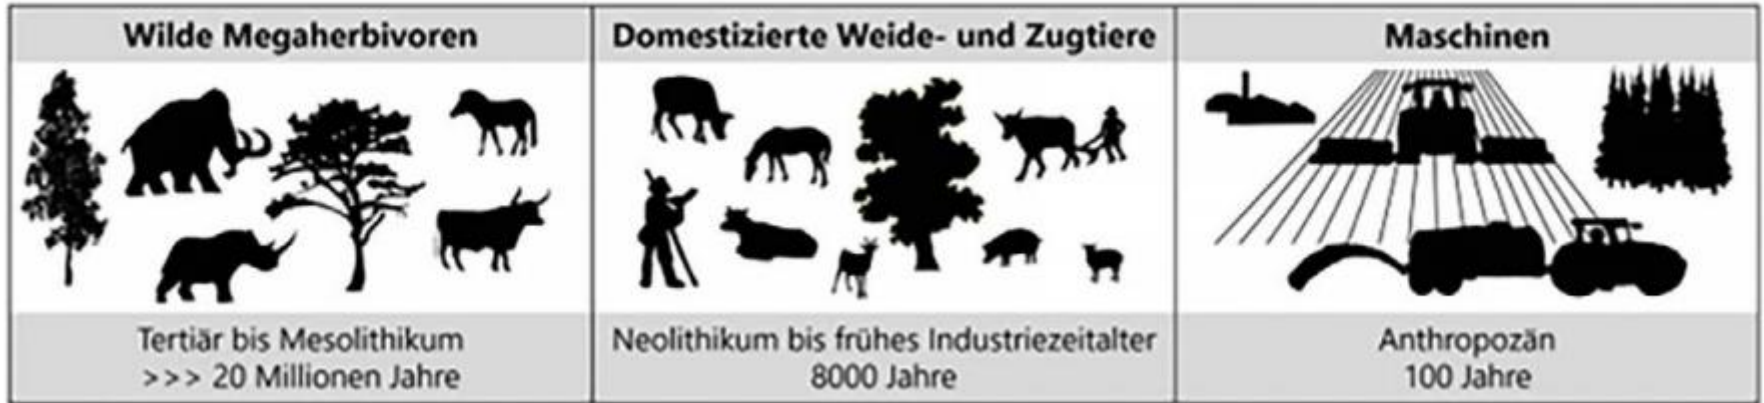 Wilde Megaherbivoren
Tertiär bis Mesolithikum
>>> 20 Millionen Jahre
Domestizierte Weide- und Zugtiere
Neolithikum bis frühes Industriezeitalter
8000 Jahre
Maschinen
Anthropozän
100 Jahre